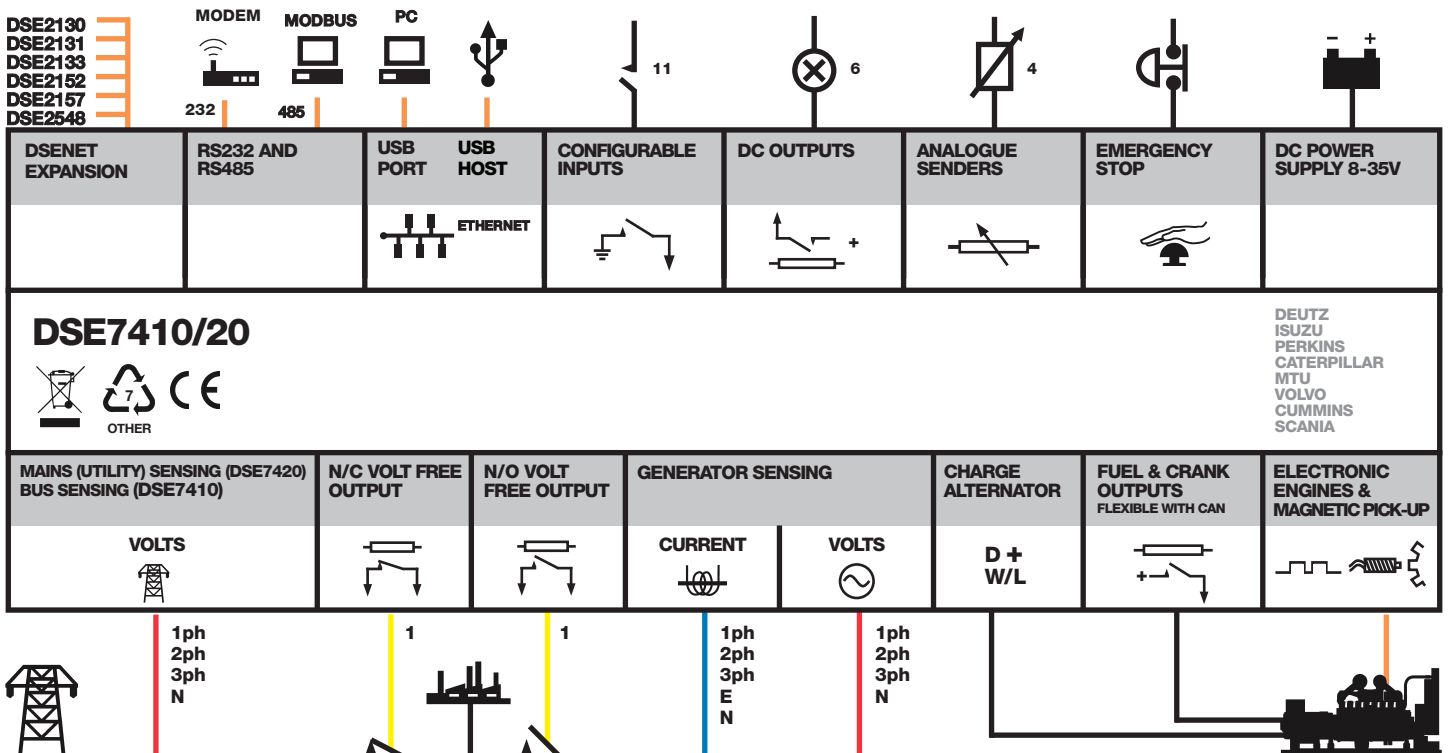 DSE2130
DSE2131
DSE2133
DSE2152
DSE2157
DSE2548
MODEM
232
MODBUS
485
PC
11
6
4
- +
DSENET
EXPANSION
RS232 AND
RS485
USB
PORT
USB
HOST
ETHERNET
CONFIGURABLE
INPUTS
DC OUTPUTS
+
ANALOGUE
SENDERS
EMERGENCY
STOP
DC POWER
SUPPLY 8-35V
DSE7410/20
7
OTHER
CE
DEUTZ
ISUZU
PERKINS
CATERPILLAR
MTU
VOLVO
CUMMINS
SCANIA
MAINS (UTILITY) SENSING (DSE7420)
BUS SENSING (DSE7410)
VOLTS
N/C VOLT FREE
OUTPUT
N/O VOLT
FREE OUTPUT
GENERATOR SENSING
CURRENT
VOLTS
CHARGE
ALTERNATOR
D +
W/L
FUEL & CRANK
OUTPUTS
FLEXIBLE WITH CAN
+
ELECTRONIC
ENGINES &
MAGNETIC PICK-UP
1ph
2ph
3ph
N
1
1
1ph
2ph
3ph
E
N
1ph
2ph
3ph
N